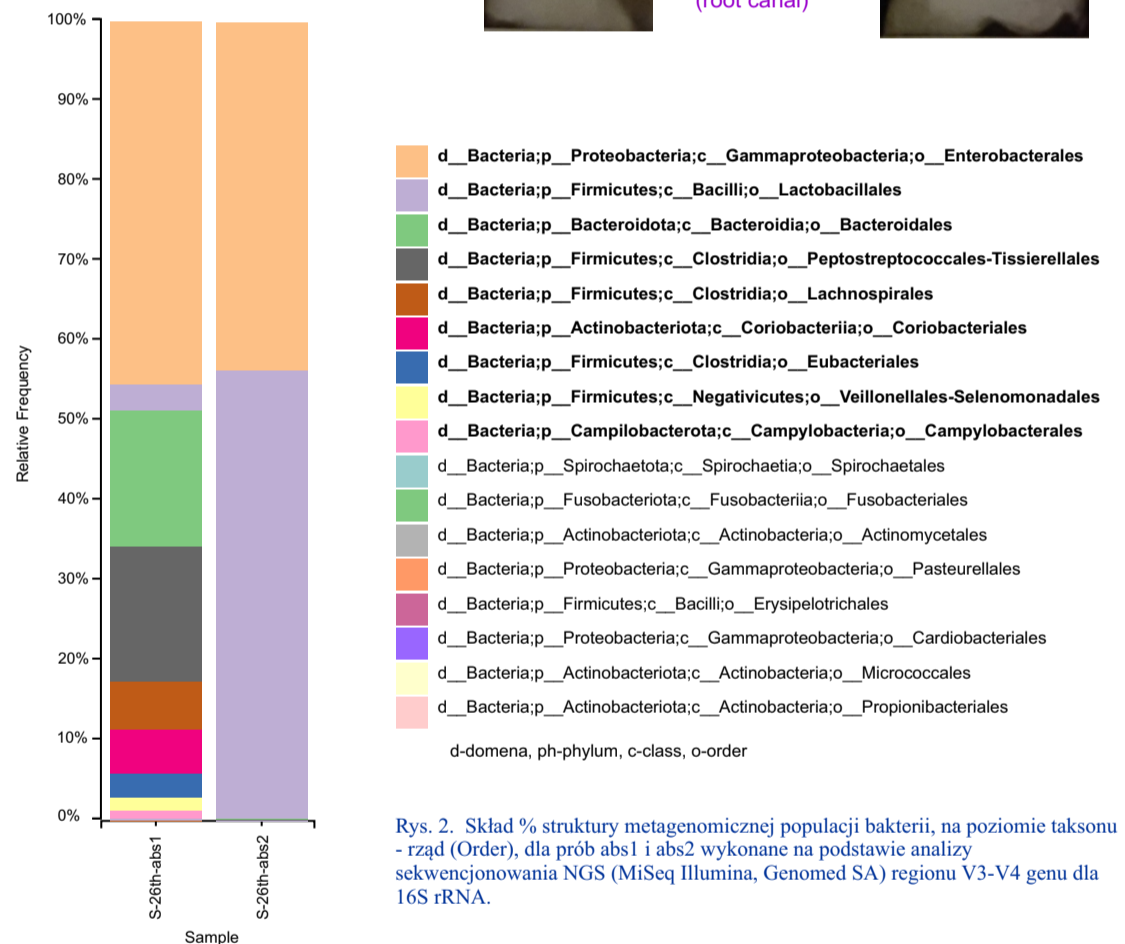 (root canal)
100%
90%
80%
70%
60%
50%
40%
30%
20%
10%
0%
Relative Frequency
S-26th-abs1
S-26th-abs2
Sample
d__Bacteria;p__Proteobacteria;c__Gammaproteobacteria;o__Enterobacterales
d__Bacteria;p__Firmicutes;c__Bacilli;o__Lactobacillales
d__Bacteria;p__Bacteroidota;c__Bacteroidia;o__Bacteroidales
d__Bacteria;p__Firmicutes;c__Clostridia;o__Peptostreptococcales-Tissierellales
d__Bacteria;p__Firmicutes;c__Clostridia;o__Lachnospirales
d__Bacteria;p__Actinobacteriota;c__Coriobacteriia;o__Coriobacteriales
d__Bacteria;p__Firmicutes;c__Clostridia;o__Eubacteriales
d__Bacteria;p__Firmicutes;c__Negativicutes;o__Veillonellales-Selenomonadales
d__Bacteria;p__Campilobacterota;c__Campylobacteria;o__Campylobacterales
d__Bacteria;p__Spirochaetota;c__Spirochaetia;o__Spirochaetales
d__Bacteria;p__Fusobacteriota;c__Fusobacteriia;o__Fusobacteriales
d__Bacteria;p__Actinobacteriota;c__Actinobacteria;o__Actinomycetales
d__Bacteria;p__Proteobacteria;c__Gammaproteobacteria;o__Pasteurellales
d__Bacteria;p__Firmicutes;c__Bacilli;o__Erysipelotrichales
d__Bacteria;p__Proteobacteria;c__Gammaproteobacteria;o__Cardiobacteriales
d__Bacteria;p__Actinobacteriota;c__Actinobacteria;o__Micrococcales
d__Bacteria;p__Actinobacteriota;c__Actinobacteria;o__Propionibacteriales
d-domena, ph-phylum, c-class, o-order
Rys. 2. Skład % struktury metagenomicznej populacji bakterii, na poziomie taksonu
- rząd (Order), dla prób abs1 i abs2 wykonane na podstawie analizy
sekwencjonowania NGS (MiSeq Illumina, Genomed SA) regionu V3-V4 genu dla
16S rRNA.